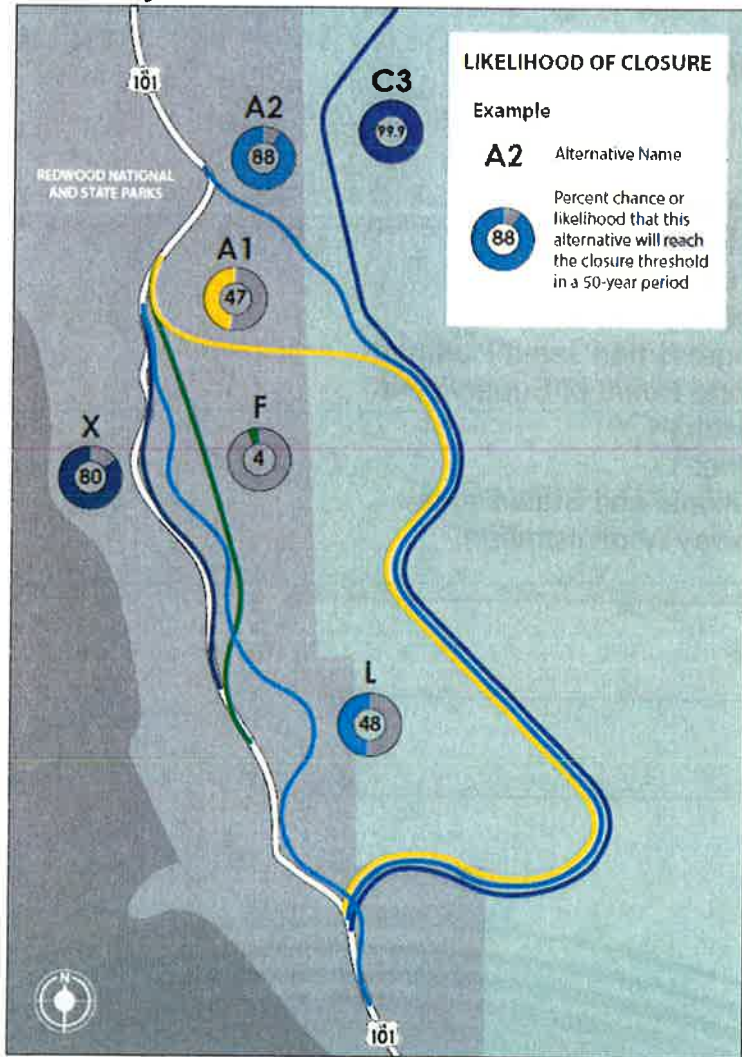 US
101
A2
88
C3
99.9
REDWOOD NATIONAL
AND STATE PARKS
A1
47
F
4
X
80
L
48
N
US
101
LIKELIHOOD OF CLOSURE
Example
A2 Alternative Name
88
Percent chance or
likelihood that this
alternative will reach
the closure threshold
in a 50-year period